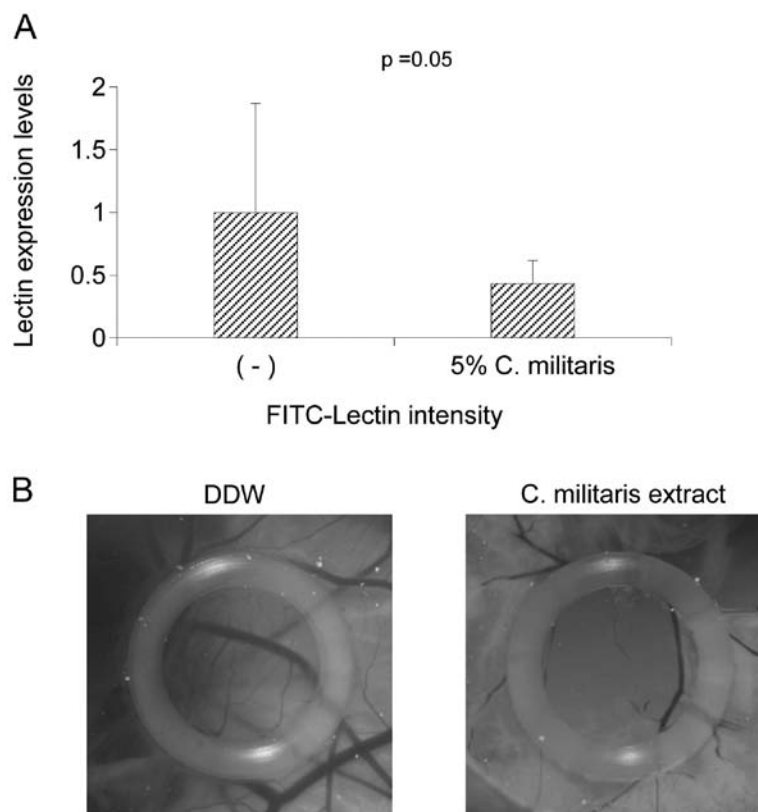 A
p =0.05
Lectin expression levels
2
1.5
1
0.5
0
( - )
5% C. militaris
FITC-Lectin intensity
B
DDW
C. militaris extract